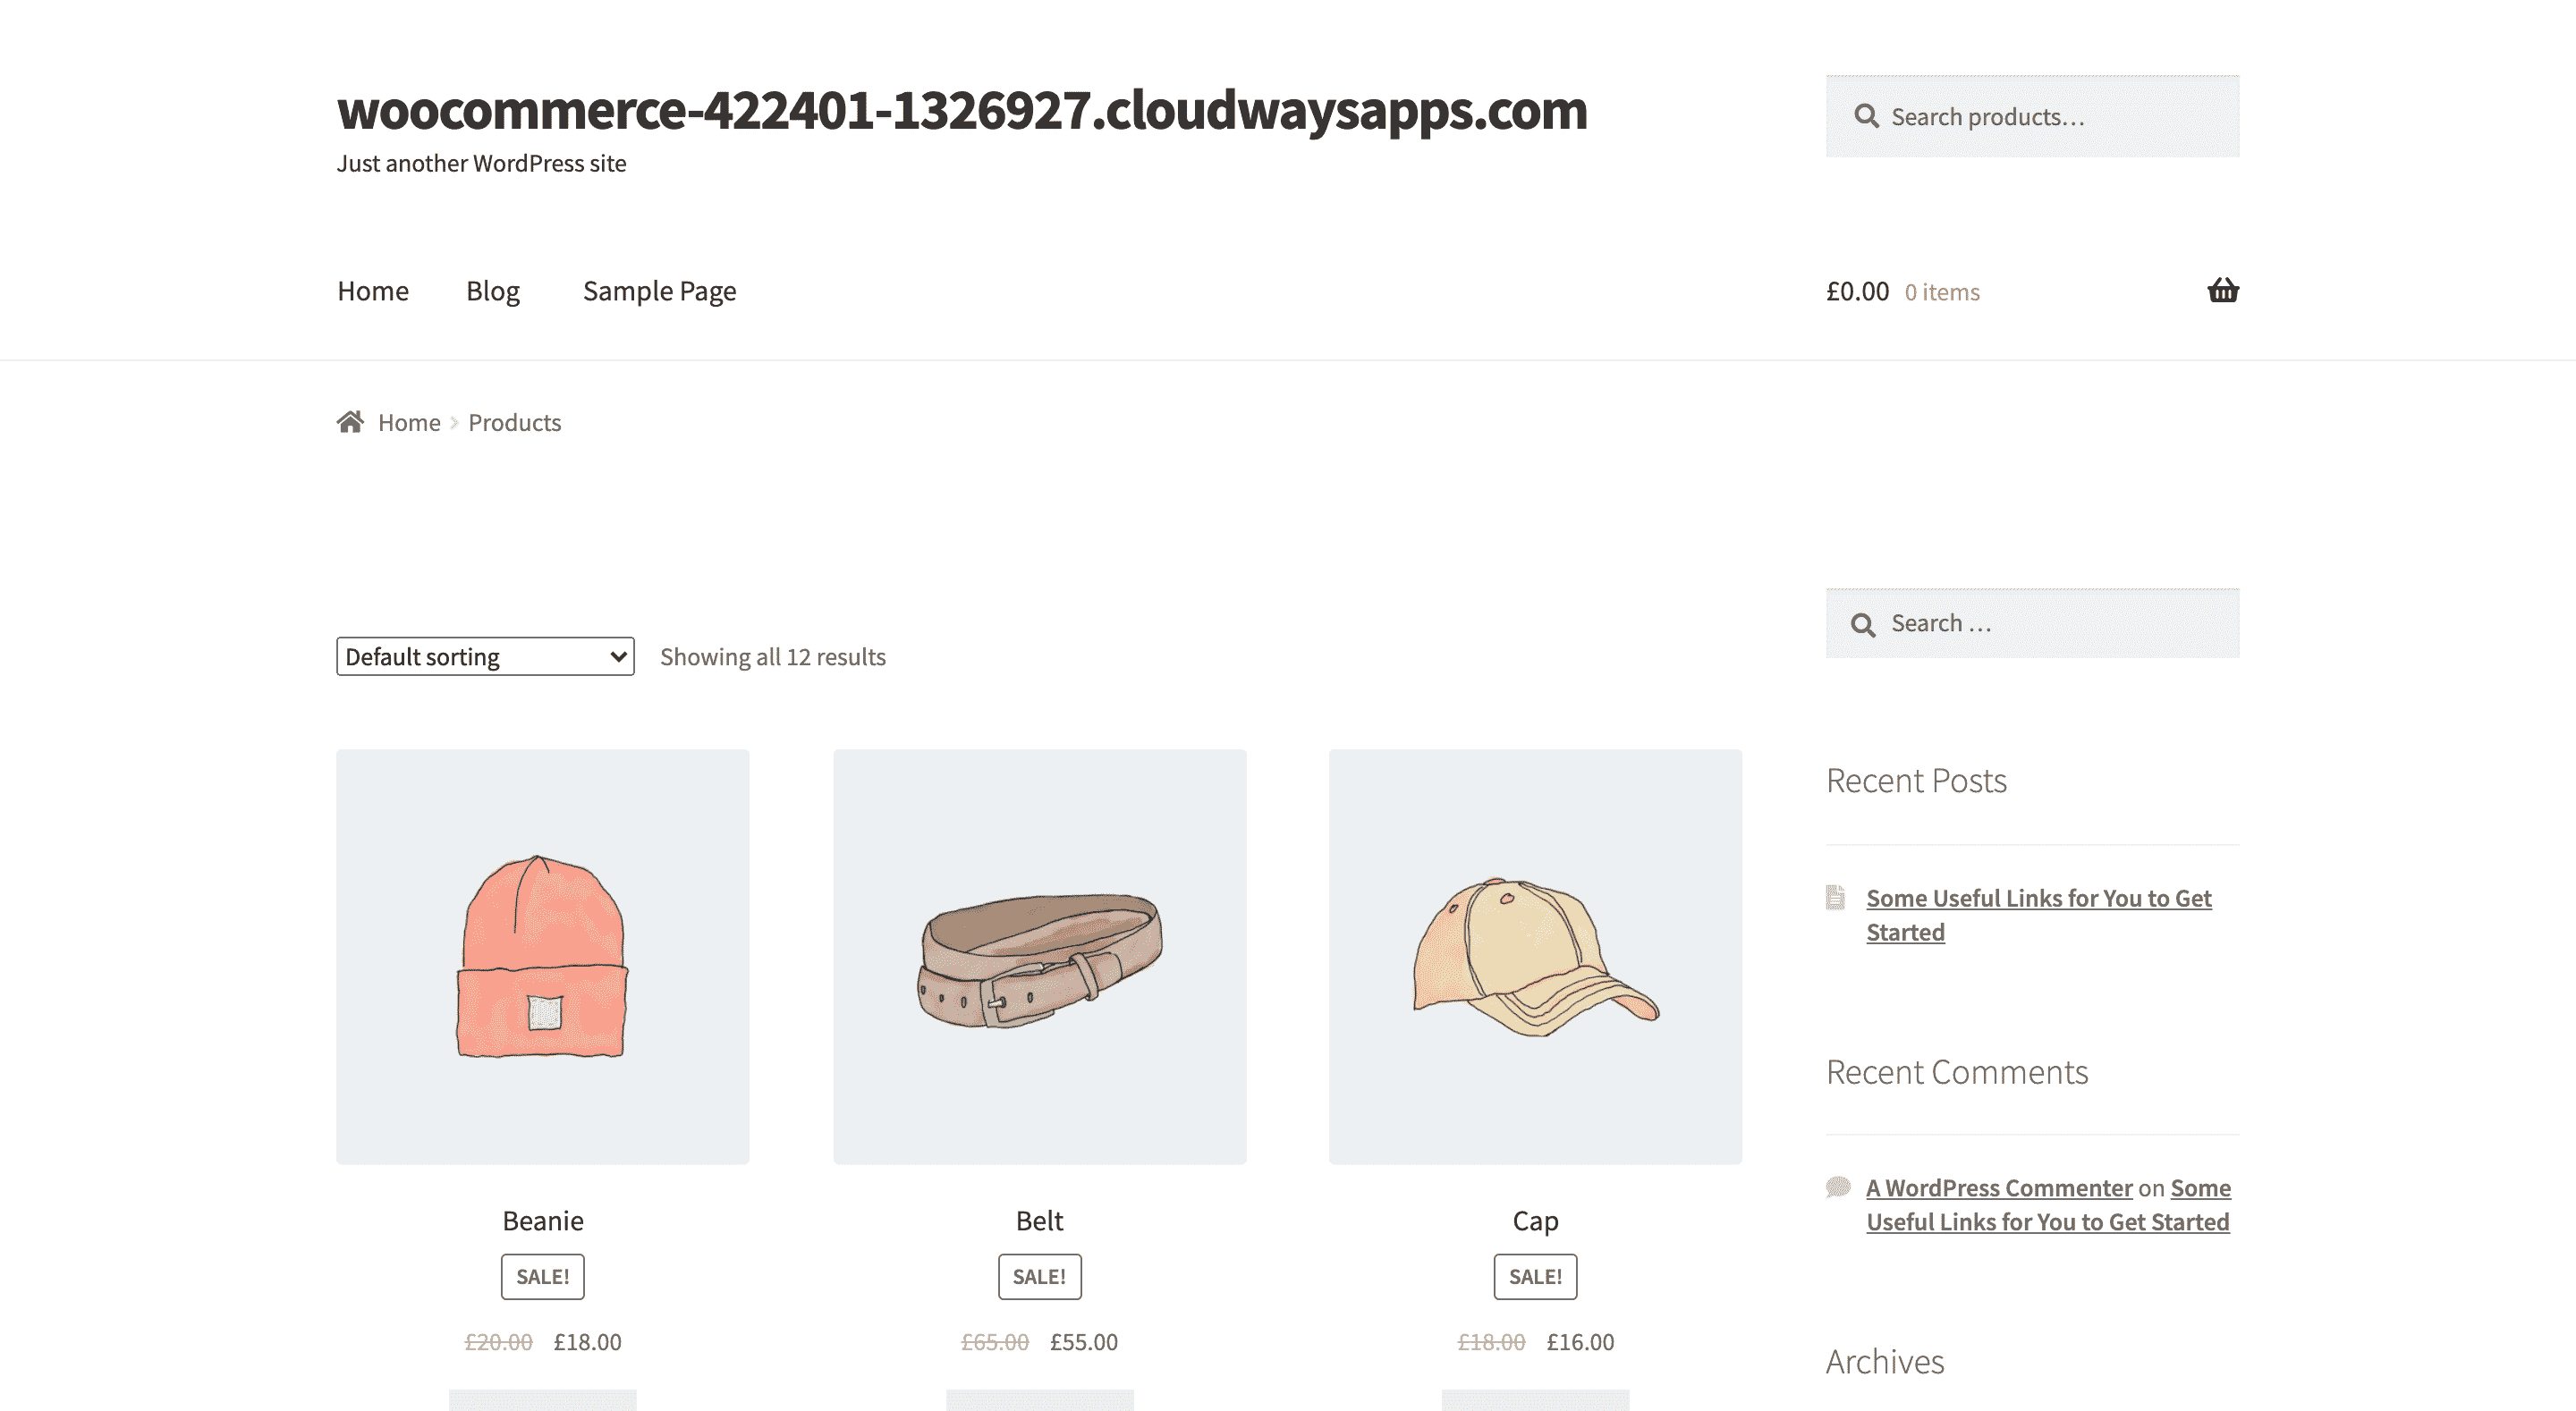 woocommerce-422401-1326927.cloudwaysapps.com
Just another WordPress site
Search products…
Home Blog Sample Page
£0.00 0 items
Home Products
Default sorting
Showing all 12 results
Beanie
SALE!
£20.00 £18.00
Belt
SALE!
£65.00 £55.00
Cap
SALE!
£18.00 £16.00
Search …
Recent Posts
Some Useful Links for You to Get
Started
Recent Comments
A WordPress Commenter on Some
Useful Links for You to Get Started
Archives